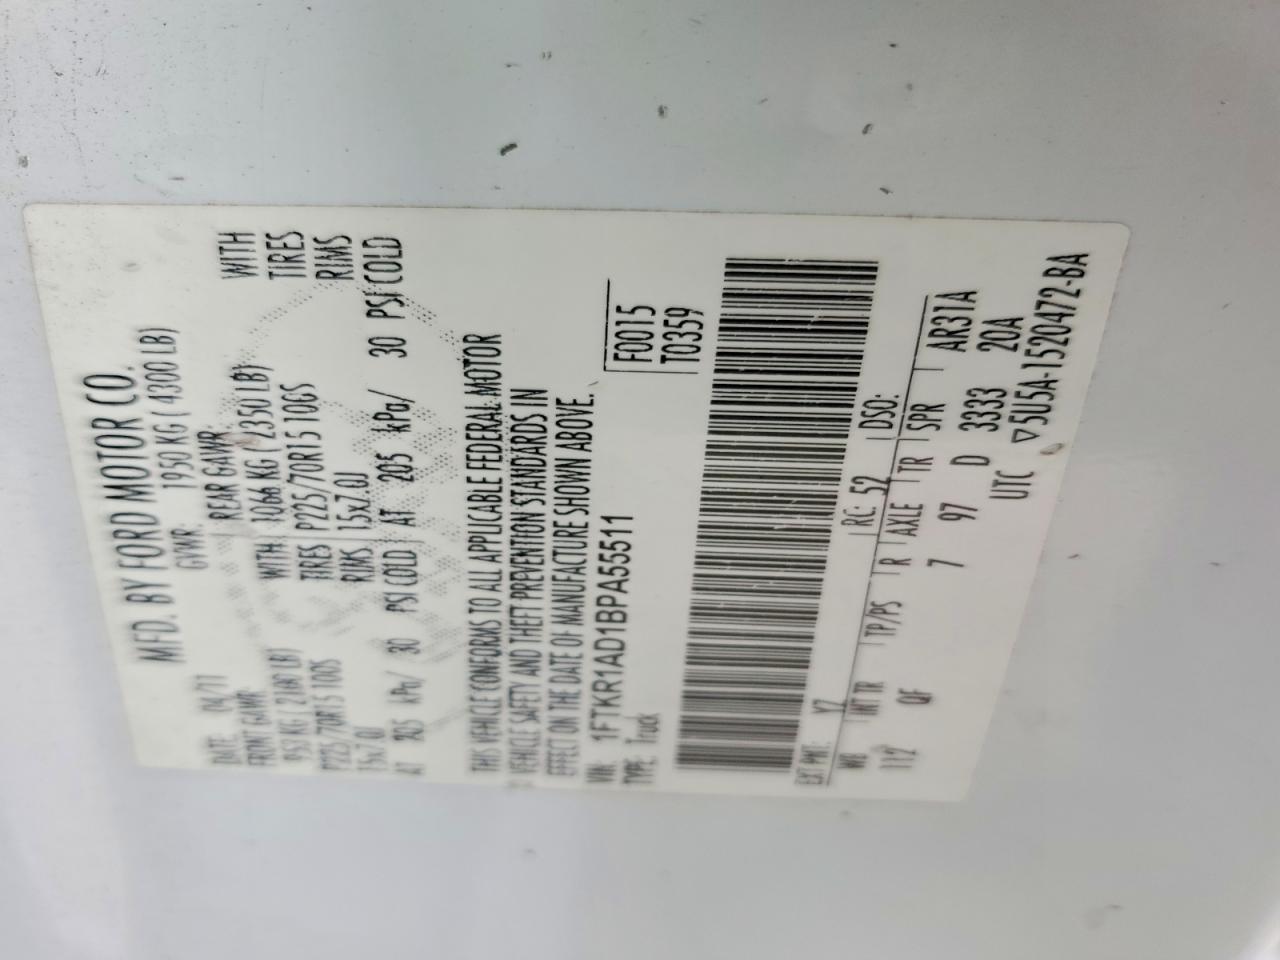 MFD. BY FORD MOTOR CO.
DATE: 04/11 GVWR: 1950 KG ( 4300 LB)
FRONT GAWR: REAR GAWR: WITH
WITH 1066 KG ( 2350 LB) TIRES
P225/70R15 100S TIRES P225/70R15 100S RIMS
15x7.0J RIMS 15x7.0J
AT 205 kPa/ 30 PSI COLD AT 205 kPa/ 30 PSI COLD
THIS VEHICLE CONFORMS TO ALL APPLICABLE FEDERAL MOTOR
VEHICLE SAFETY AND THEFT PREVENTION STANDARDS IN
EFFECT ON THE DATE OF MANUFACTURE SHOWN ABOVE.
VIN: 1FTKR1AD1BPA55511 F0015
TYPE: Truck T0359
EXT PNT: YZ RC: 52 DSO:
WB INT TR TP/PS R AXLE TR SPR AR31A
112 QF 7 97 D 3333 20A
UTC ▽5U5A-1520472-BA